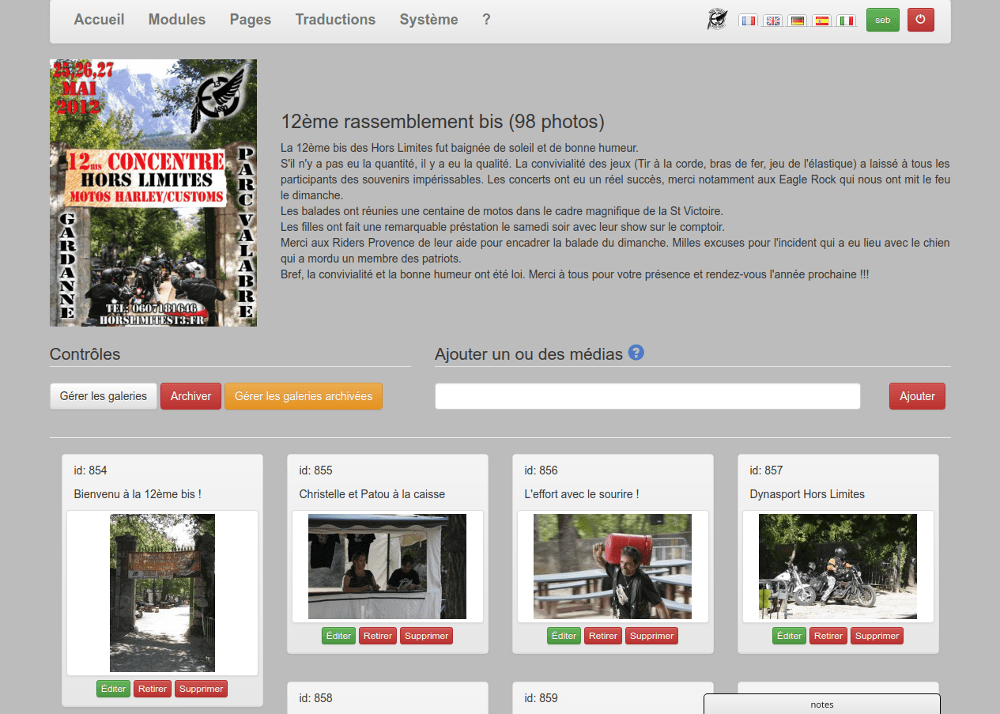 Accueil Modules Pages Traductions Système ?
seb
25,26,27
MAI
2012
12BIS CONCENTRE
HORS LIMITES
MOTOS HARLEY/CUSTOMS
GARDANNE
PARC VALABRE
TEL: 0607181646
HORSLIMITES13.FR
12ème rassemblement bis (98 photos)
La 12ème bis des Hors Limites fut baignée de soleil et de bonne humeur.
S'il n'y a pas eu la quantité, il y a eu la qualité. La convivialité des jeux (Tir à la corde, bras de fer, jeu de l'élastique) a laissé à tous les
participants des souvenirs impérissables. Les concerts ont eu un réel succès, merci notamment aux Eagle Rock qui nous ont mit le feu
le dimanche.
Les balades ont réunies une centaine de motos dans le cadre magnifique de la St Victoire.
Les filles ont fait une remarquable préstation le samedi soir avec leur show sur le comptoir.
Merci aux Riders Provence de leur aide pour encadrer la balade du dimanche. Milles excuses pour l'incident qui a eu lieu avec le chien
qui a mordu un membre des patriots.
Bref, la convivialité et la bonne humeur ont été loi. Merci à tous pour votre présence et rendez-vous l'année prochaine !!!
Contrôles
Gérer les galeries Archiver Gérer les galeries archivées
Ajouter un ou des médias ?
Ajouter
id: 854
Bienvenu à la 12ème bis !
Éditer Retirer Supprimer
id: 855
Christelle et Patou à la caisse
Éditer Retirer Supprimer
id: 856
L'effort avec le sourire !
Éditer Retirer Supprimer
id: 857
Dynasport Hors Limites
Éditer Retirer Supprimer
id: 858
id: 859
notes